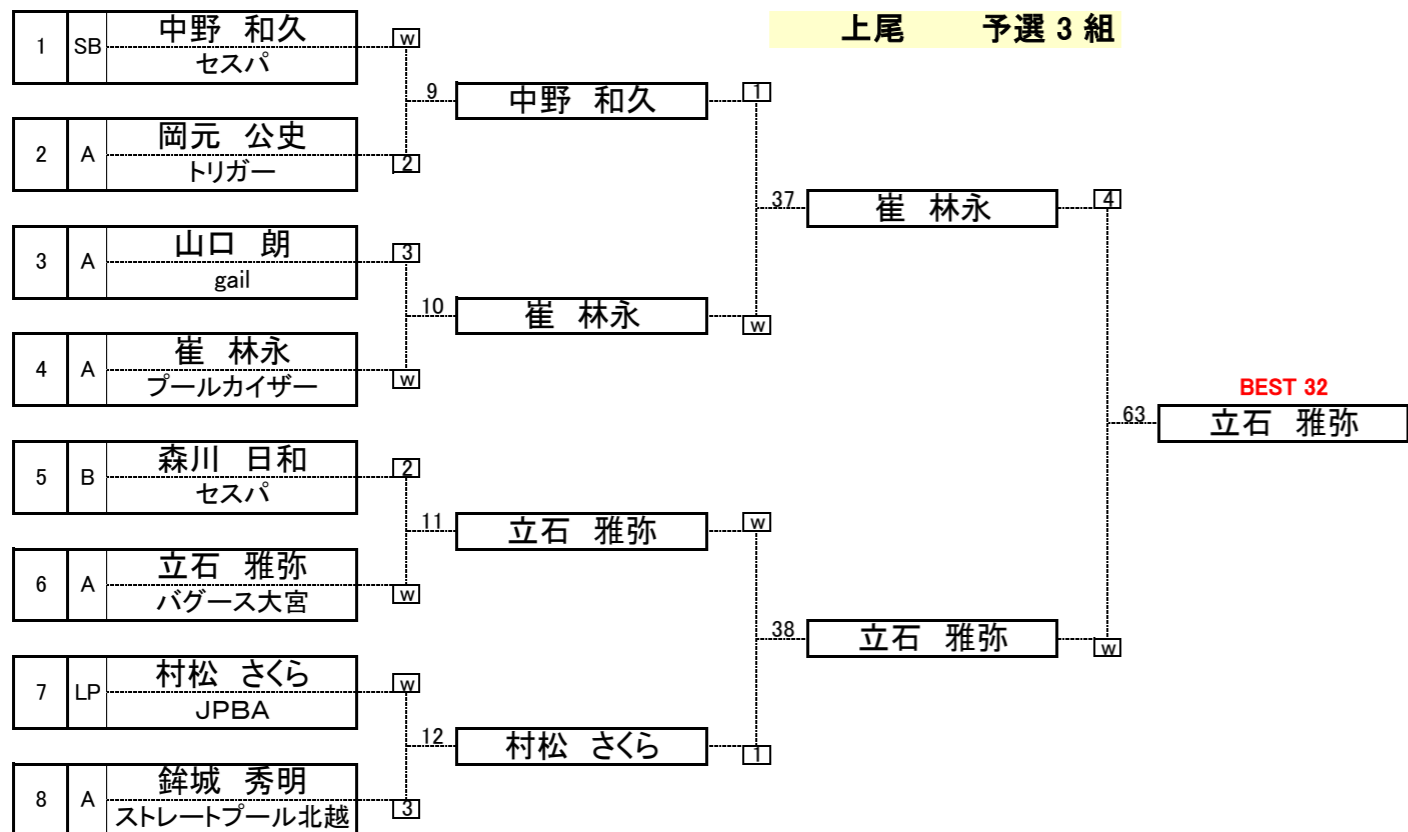 上尾　予選 3 組
1 SB 中野 和久
セスパ
w
9 中野 和久 1
2 A 岡元 公史
トリガー
2
37 崔 林永 4
3 A 山口 朗
gail
3
10 崔 林永 w
4 A 崔 林永
プールカイザー
w
BEST 32
63 立石 雅弥
5 B 森川 日和
セスパ
2
11 立石 雅弥 w
6 A 立石 雅弥
バグース大宮
w
38 立石 雅弥 w
7 LP 村松 さくら
JPBA
w
12 村松 さくら 1
8 A 鉾城 秀明
ストレートプール北越
3